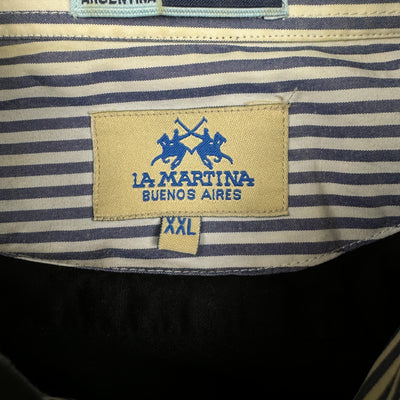 ARGENTINA
LA MARTINA
BUENOS AIRES
XXL